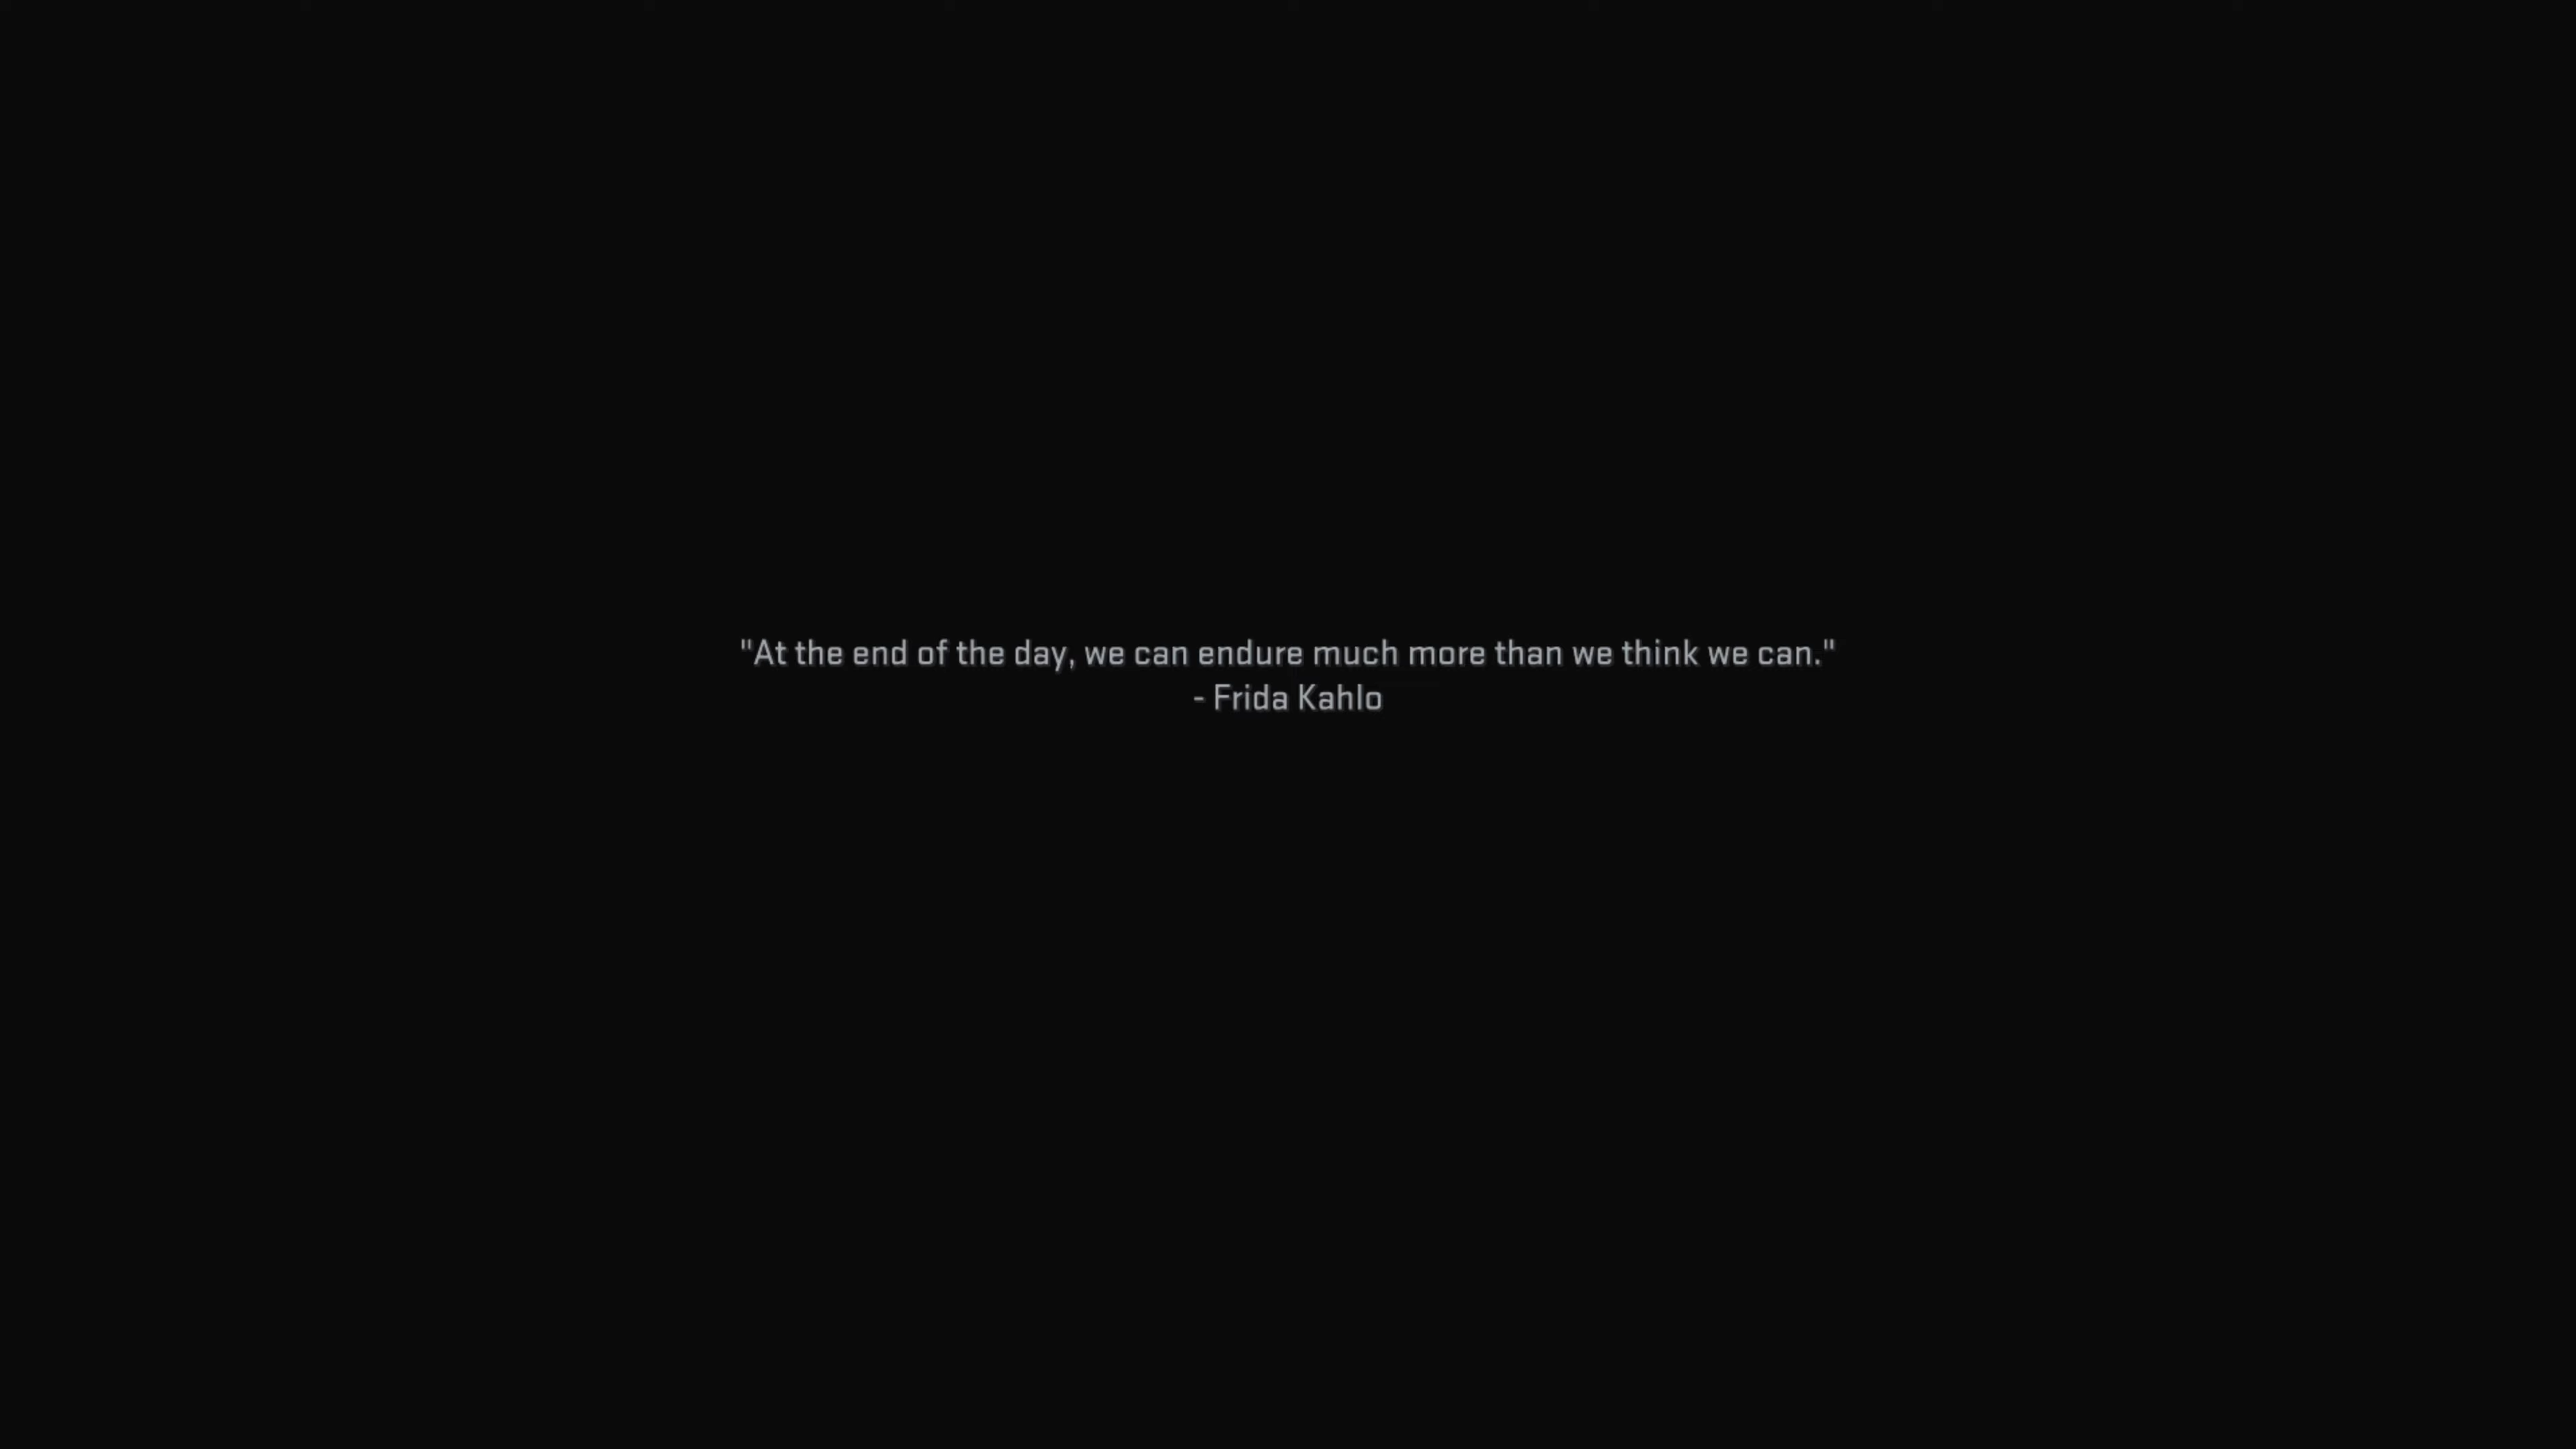 "At the end of the day, we can endure much more than we think we can."
- Frida Kahlo